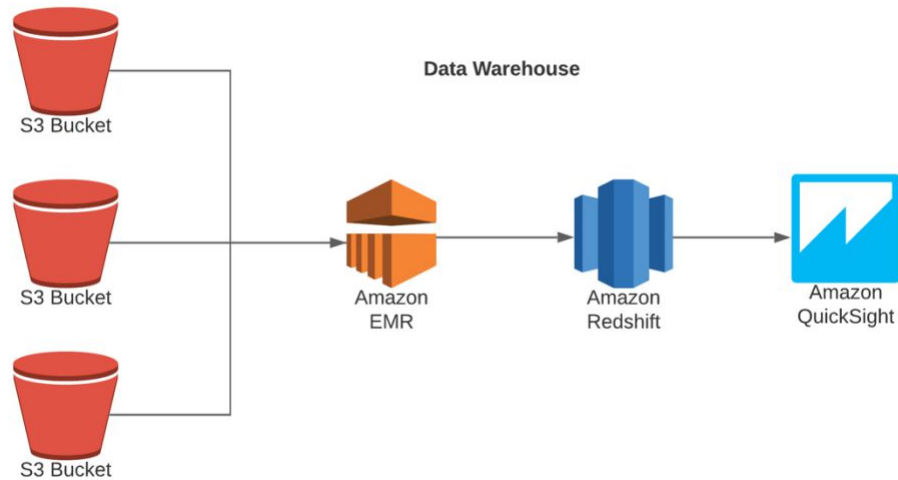 Data Warehouse
S3 Bucket
S3 Bucket
S3 Bucket
Amazon
EMR
Amazon
Redshift
Amazon
QuickSight